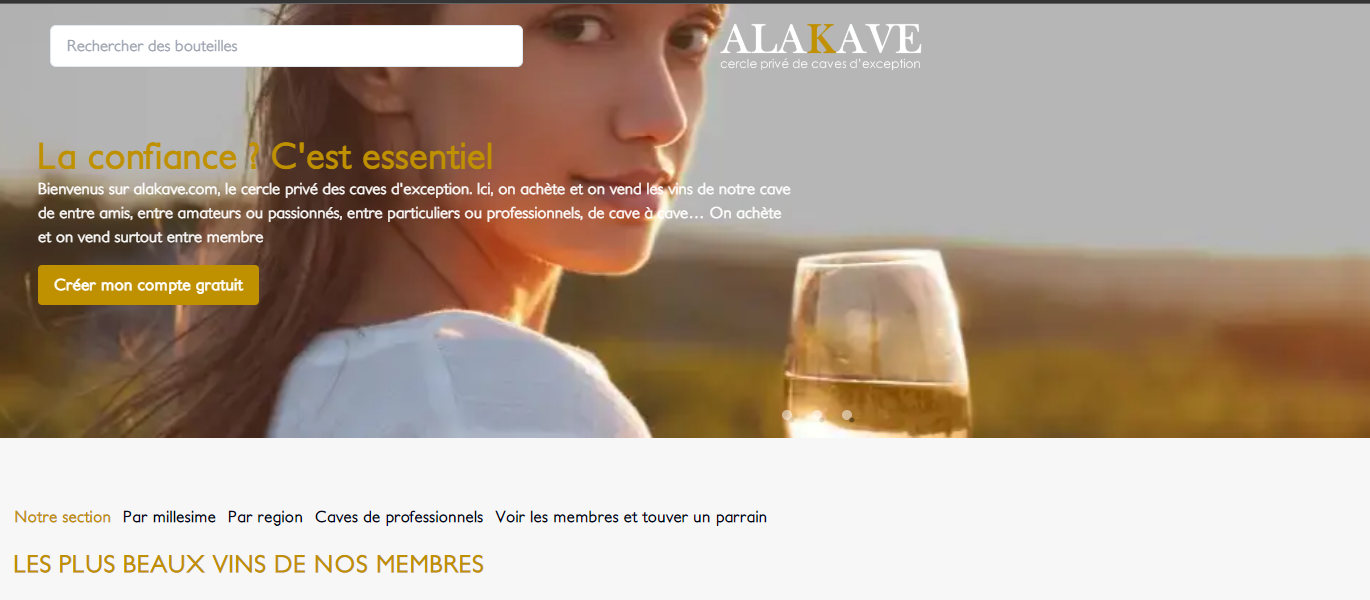 Rechercher des bouteilles
ALAKAVE
cercle privé de caves d'exception
La confiance ? C'est essentiel
Bienvenus sur alakave.com, le cercle privé des caves d'exception. Ici, on achète et on vend les vins de notre cave
de entre amis, entre amateurs ou passionnés, entre particuliers ou professionnels, de cave à cave… On achète
et on vend surtout entre membre
Créer mon compte gratuit
Notre section Par millesime Par region Caves de professionnels Voir les membres et touver un parrain
LES PLUS BEAUX VINS DE NOS MEMBRES